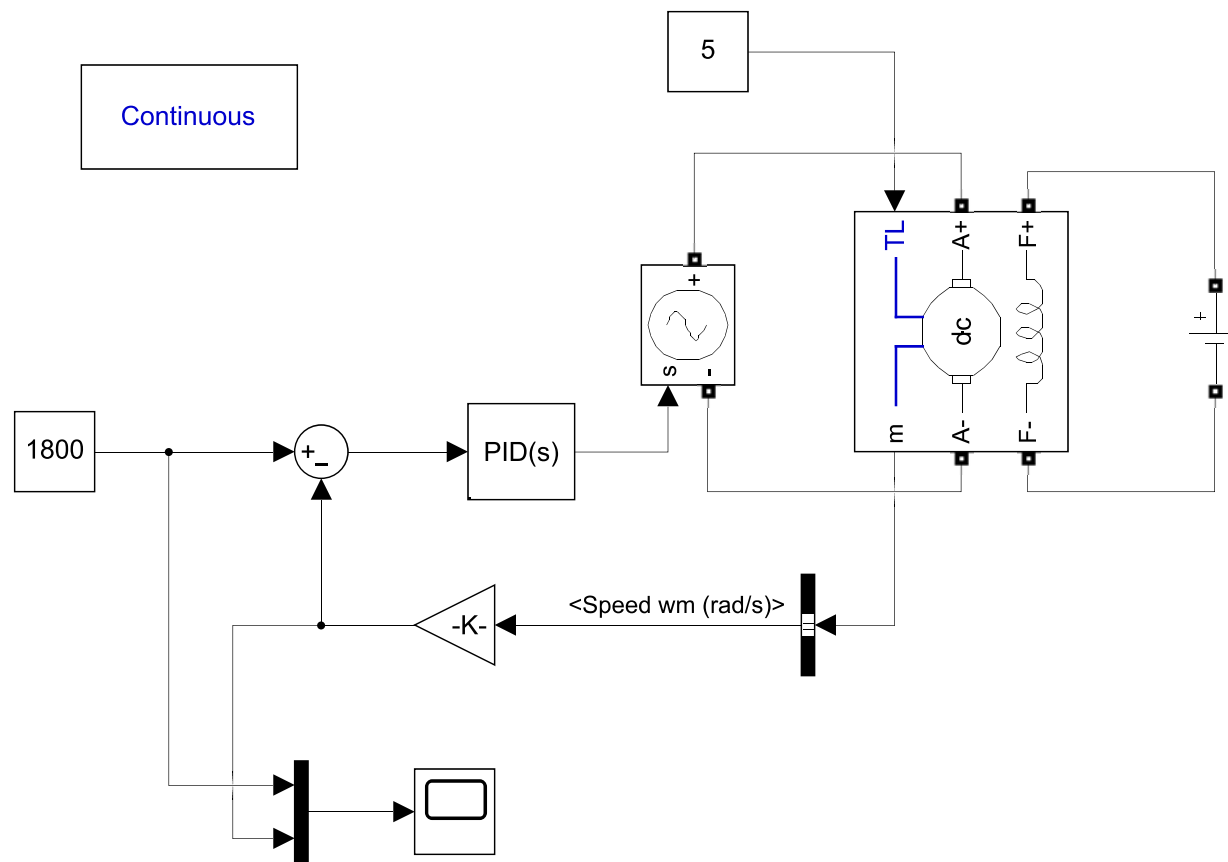 5
Continuous
TL
A+
F+
+
+
dc
s
-
m
A-
F-
1800
+
-
PID(s)
<Speed wm (rad/s)>
-K-